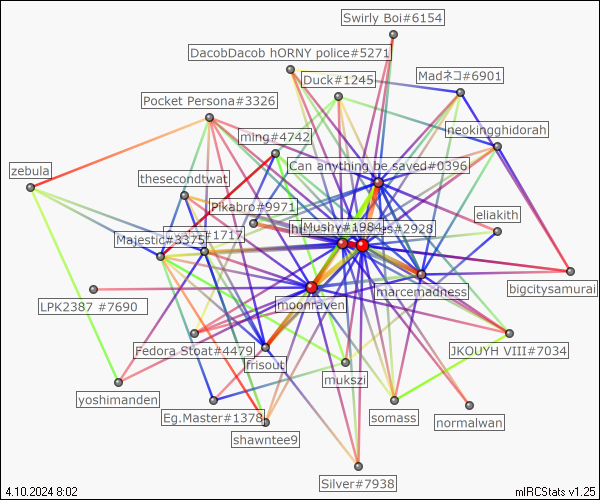 Swirly Boi#6154
DacobDacob hORNY police#5271
Duck#1245
Madネコ#6901
Pocket Persona#3326
neokingghidorah
ming#4742
zebula
Can anything be saved#0396
thesecondtwat
Pikabro#9971
eliakith
Mushy#1984
#2928
Majestic#3375
#1717
bigcitysamurai
marcemadness
LPK2387 #7690
moonraven
Fedora Stoat#4479
JKOUYH VIII#7034
frisout
mukszi
yoshimanden
Eg.Master#1378
somass
normalwan
shawntee9
Silver#7938
4.10.2024 8:02
mIRCStats v1.25